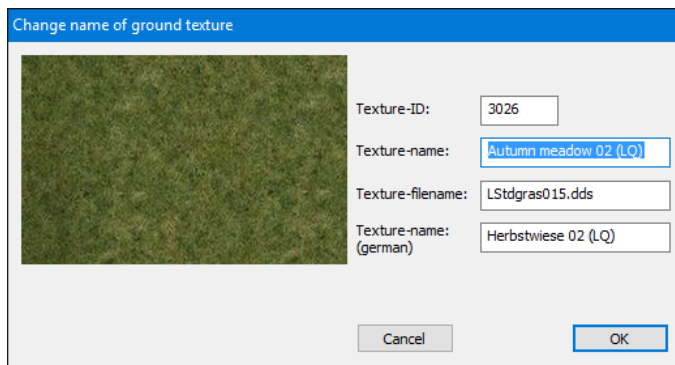 Change name of ground texture
Texture-ID: 3026
Texture-name: Autumn meadow 02 (LQ)
Texture-filename: LStdgras015.dds
Texture-name: Herbstwiese 02 (LQ)
(german)
Cancel OK